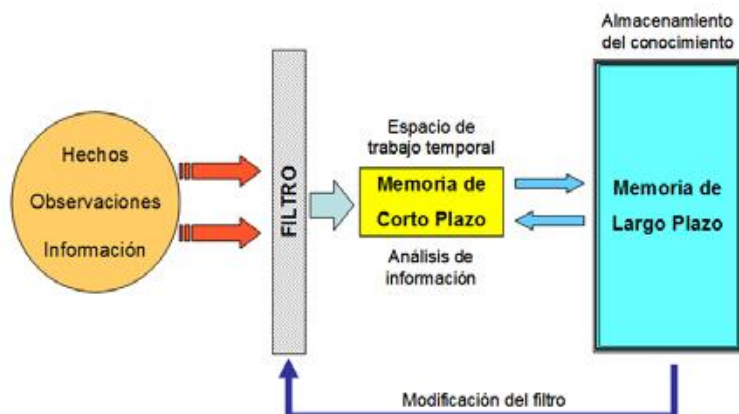 Hechos
Observaciones
Información
FILTRO
Espacio de
trabajo temporal
Memoria de
Corto Plazo
Análisis de
información
Almacenamiento
del conocimiento
Memoria de
Largo Plazo
Modificación del filtro